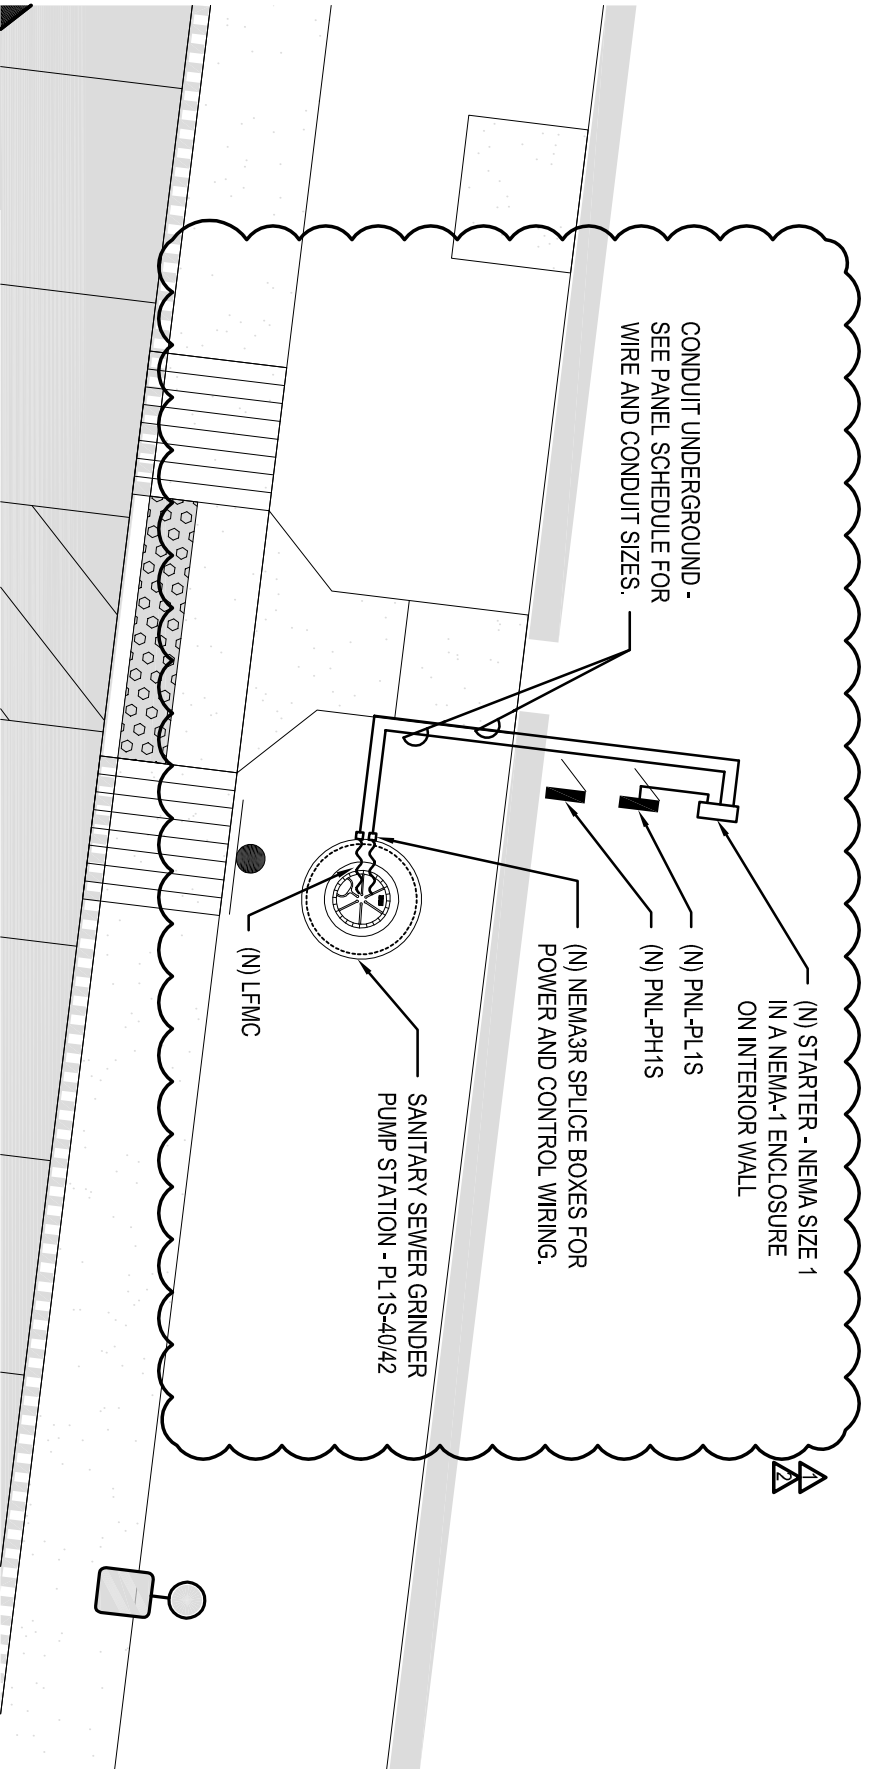 CONDUIT UNDERGROUND -
SEE PANEL SCHEDULE FOR
WIRE AND CONDUIT SIZES.
(N) STARTER - NEMA SIZE 1
IN A NEMA-1 ENCLOSURE
ON INTERIOR WALL
(N) PNL-PL1S
(N) PNL-PH1S
(N) NEMA3R SPLICE BOXES FOR
POWER AND CONTROL WIRING.
SANITARY SEWER GRINDER
PUMP STATION - PL1S-40/42
(N) LFMC
1
2